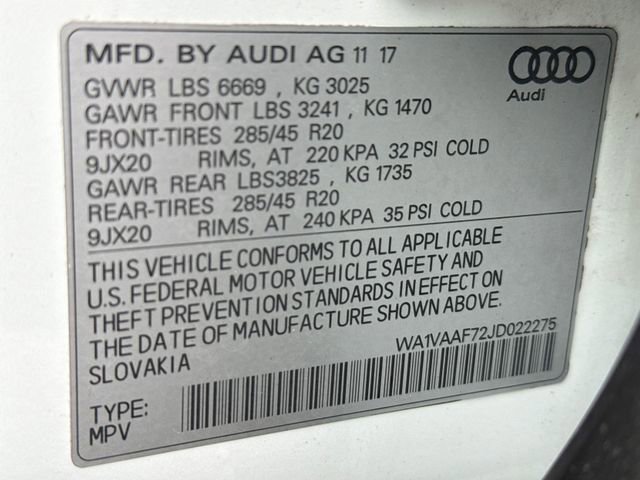 MFD. BY AUDI AG 11 17
GVWR LBS 6669 , KG 3025
GAWR FRONT LBS 3241 , KG 1470
FRONT-TIRES 285/45 R20
9JX20 RIMS, AT 220 KPA 32 PSI COLD
GAWR REAR LBS3825 , KG 1735
REAR-TIRES 285/45 R20
9JX20 RIMS, AT 240 KPA 35 PSI COLD
Audi
THIS VEHICLE CONFORMS TO ALL APPLICABLE
U.S. FEDERAL MOTOR VEHICLE SAFETY AND
THEFT PREVENTION STANDARDS IN EFFECT ON
THE DATE OF MANUFACTURE SHOWN ABOVE.
SLOVAKIA
WA1VAAF72JD022275
TYPE:
MPV